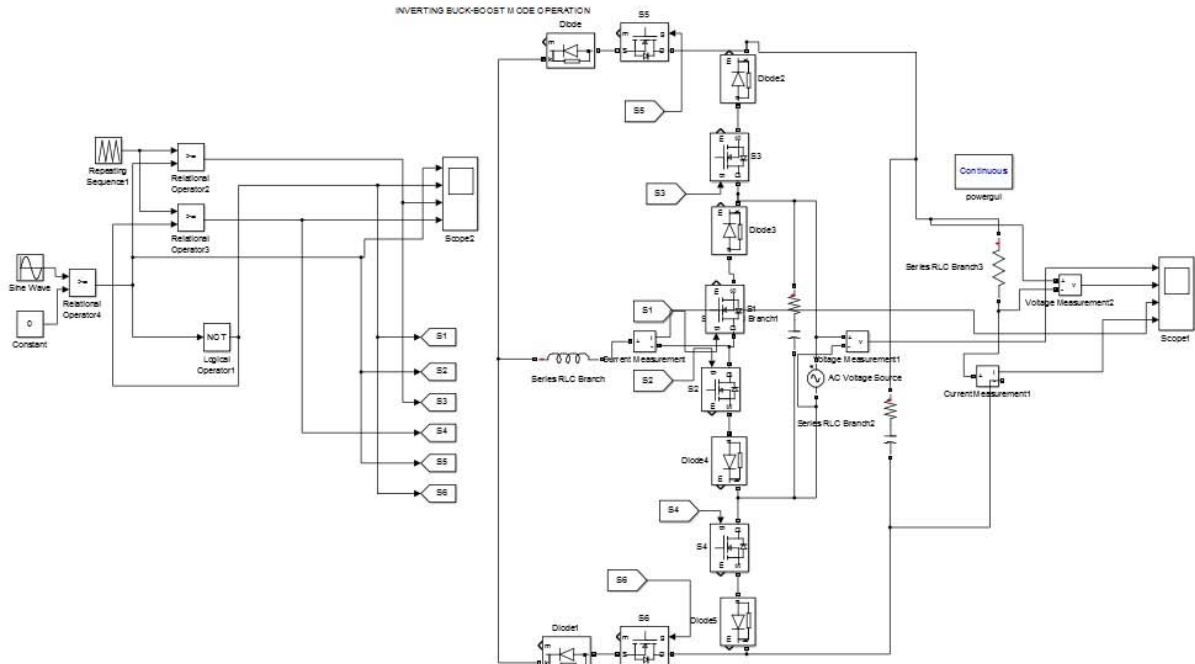 INVERTING BUCK-BOOST MODE OPERATION
S5
Diode
Diode2
S5
S3
S3
Diode3
Repeating
Sequence1
>=
Relational
Operator2
>=
Relational
Operator3
Scope2
Sine Wave
>=
Relational
Operator4
0
Constant
NOT
Logical
Operator1
S1
S2
S3
S4
S5
S6
Series RLC Branch
Current Measurement
S1
S1
Branch1
S2
S2
Diode4
S4
S4
S6
S6
Diode5
Diode1
Voltage Measurement1
AC Voltage Source
Series RLC Branch2
Continuous
powergui
Series RLC Branch3
Voltage Measurement2
Current Measurement1
Scope1